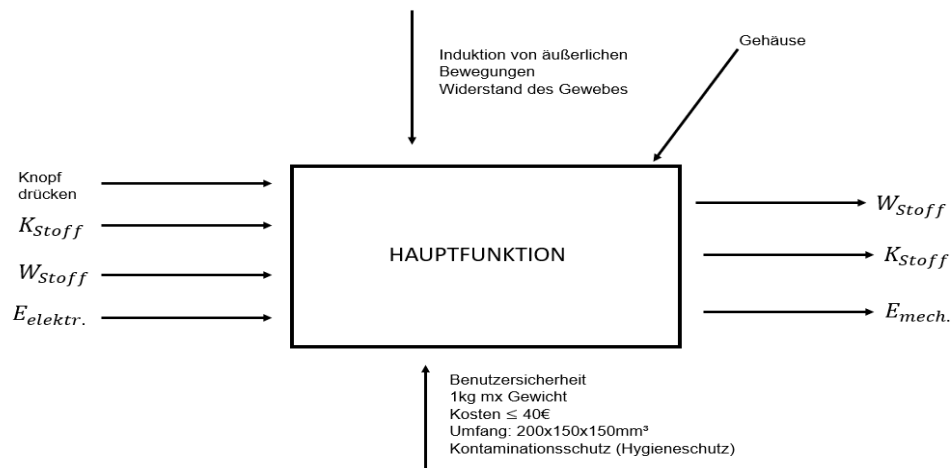 Induktion von äußerlichen
Bewegungen
Widerstand des Gewebes
Gehäuse
Knopf
drücken
K_Stoff
W_Stoff
E_elektr.
HAUPTFUNKTION
W_Stoff
K_Stoff
E_mech.
Benutzersicherheit
1kg mx Gewicht
Kosten ≤ 40€
Umfang: 200x150x150mm³
Kontaminationsschutz (Hygieneschutz)